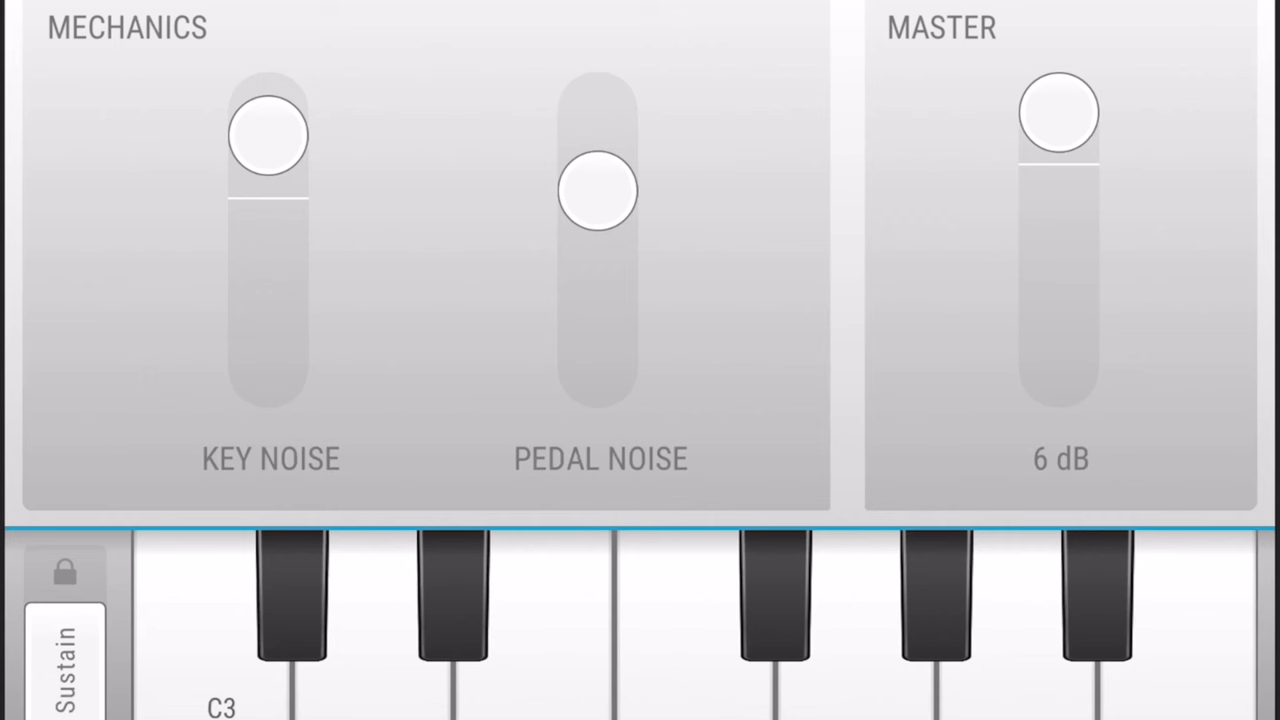 MECHANICS
MASTER
KEY NOISE
PEDAL NOISE
6 dB
Sustain
C3